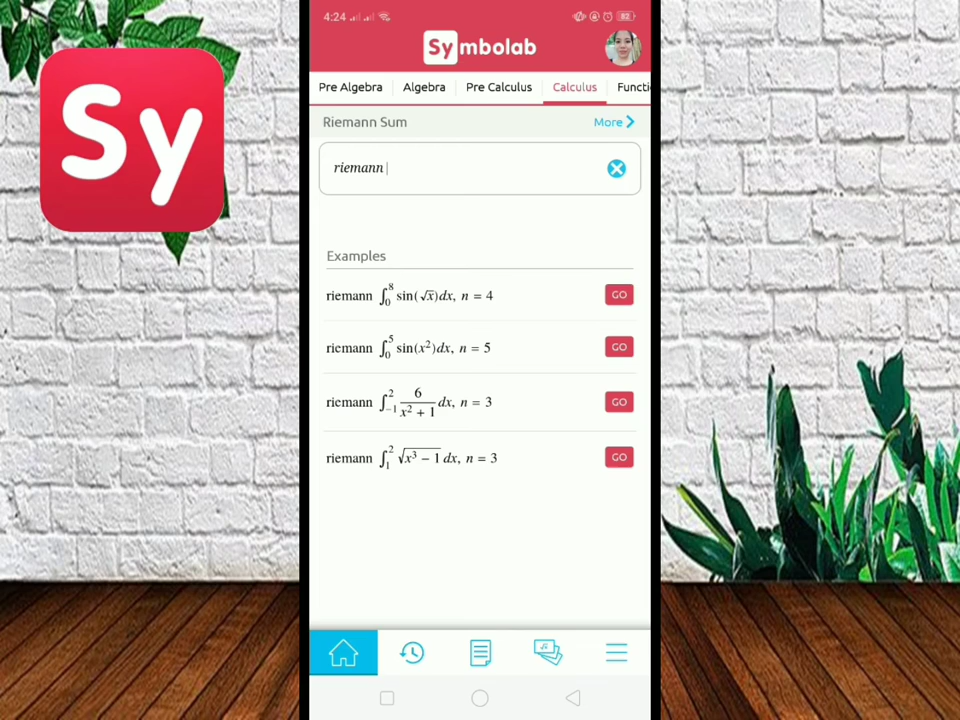 Sy
4:24
82
Symbolab
Pre Algebra Algebra Pre Calculus Calculus Functi
Riemann Sum More
riemann
Examples
riemann ∫₀⁸ sin(√x)dx, n = 4 GO
riemann ∫₀⁵ sin(x²)dx, n = 5 GO
riemann ∫₋₁² 6/(x² + 1) dx, n = 3 GO
riemann ∫₁² √(x³ − 1) dx, n = 3 GO